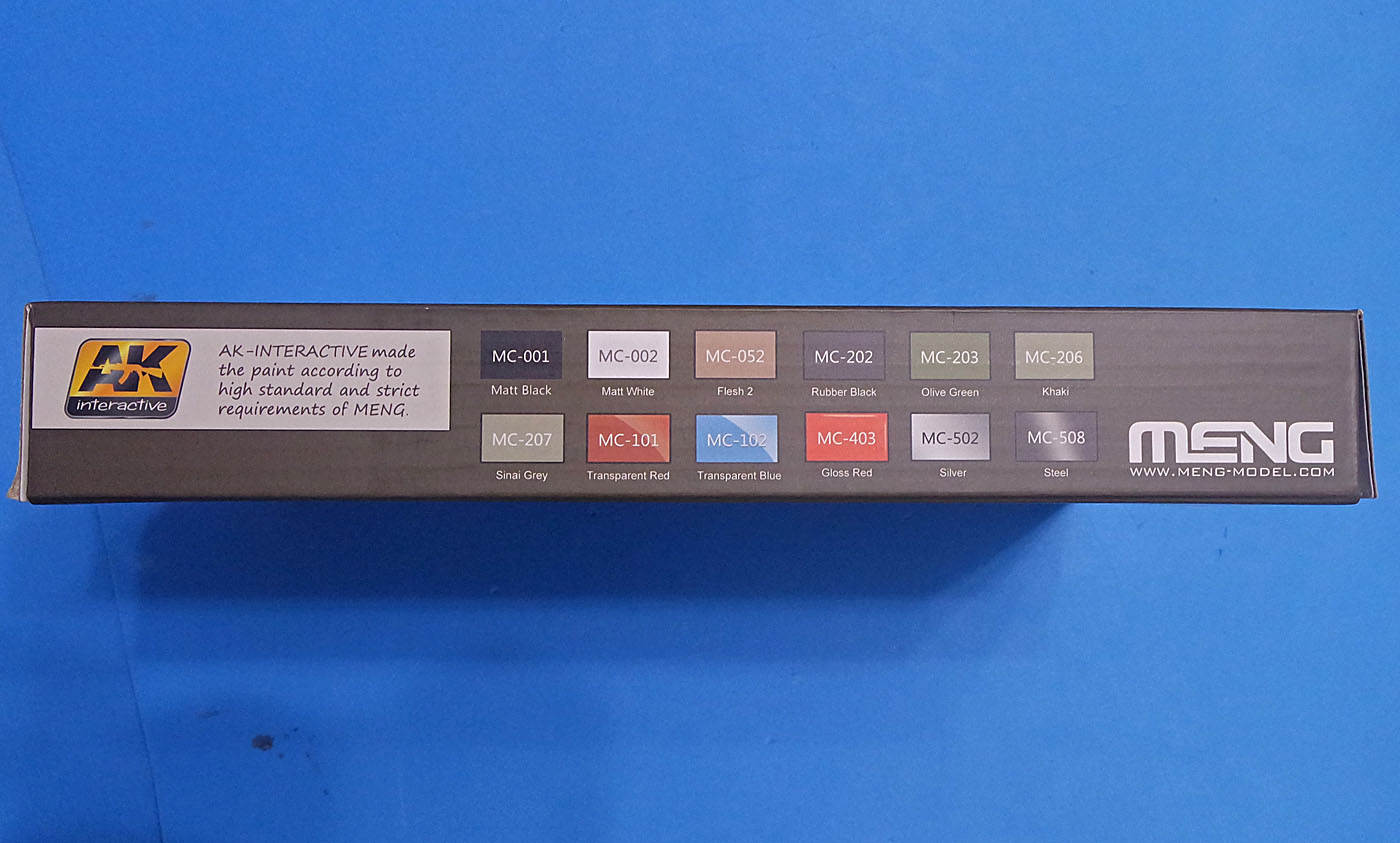 AK
interactive
AK-INTERACTIVE made
the paint according to
high standard and strict
requirements of MENG.
MC-001
Matt Black
MC-002
Matt White
MC-052
Flesh 2
MC-202
Rubber Black
MC-203
Olive Green
MC-206
Khaki
MC-207
Sinai Grey
MC-101
Transparent Red
MC-102
Transparent Blue
MC-403
Gloss Red
MC-502
Silver
MC-508
Steel
MENG
WWW.MENG-MODEL.COM